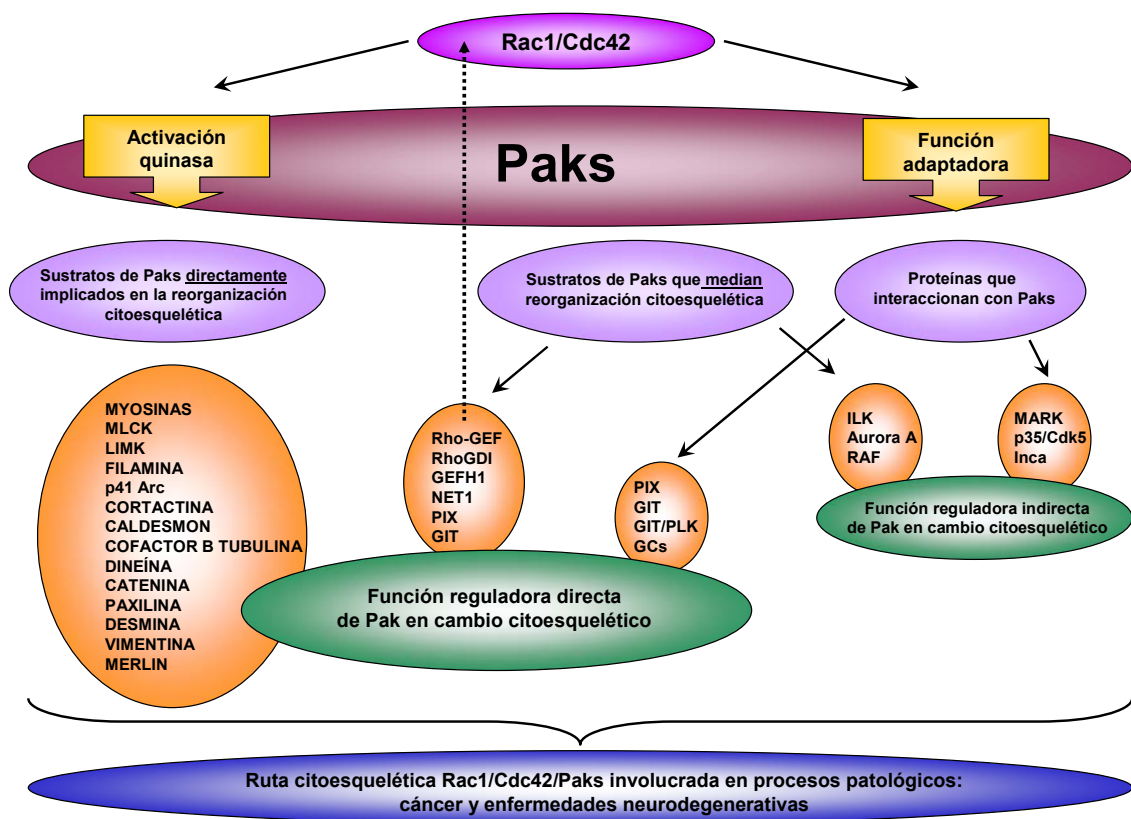 Rac1/Cdc42
Activación
quinasa
Paks
Función
adaptadora
Sustratos de Paks directamente
implicados en la reorganización
citoesquelética
Sustratos de Paks que median
reorganización citoesquelética
Proteínas que
interaccionan con Paks
MYOSINAS
MLCK
LIMK
FILAMINA
p41 Arc
CORTACTINA
CALDESMON
COFACTOR B TUBULINA
DINEÍNA
CATENINA
PAXILINA
DESMINA
VIMENTINA
MERLIN
Rho-GEF
RhoGDI
GEFH1
NET1
PIX
GIT
PIX
GIT
GIT/PLK
GCs
ILK
Aurora A
RAF
MARK
p35/Cdk5
Inca
Función reguladora indirecta
de Pak en cambio citoesquelético
Función reguladora directa
de Pak en cambio citoesquelético
Ruta citoesquelética Rac1/Cdc42/Paks involucrada en procesos patológicos:
cáncer y enfermedades neurodegenerativas